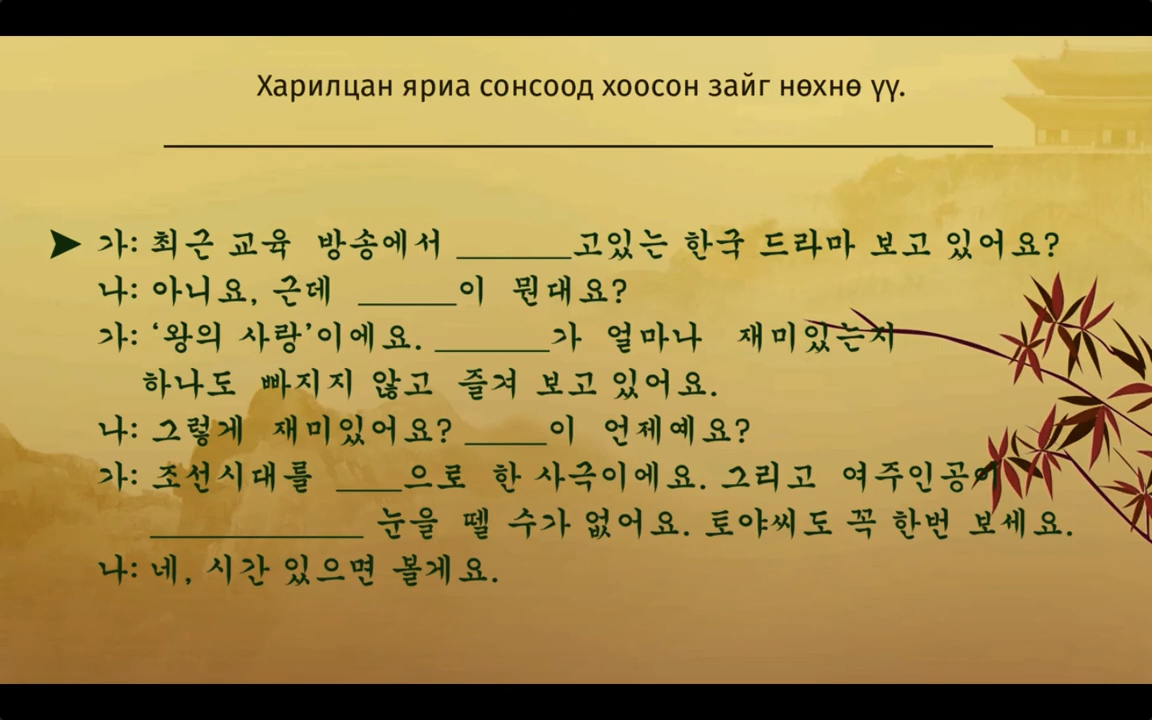 Харилцан яриа сонсоод хоосон зайг нөхнө үү.
➤ 가: 최근 교육 방송에서 _______고있는 한국 드라마 보고 있어요?
나: 아니요, 근데 ______이 뭔대요?
가: ‘왕의 사랑’이에요. _______가 얼마나 재미있는지
하나도 빠지지 않고 즐겨 보고 있어요.
나: 그렇게 재미있어요? _____이 언제예요?
가: 조선시대를 ____으로 한 사극이에요. 그리고 여주인공이
_____________ 눈을 뗄 수가 없어요. 토야씨도 꼭 한번 보세요.
나: 네, 시간 있으면 볼게요.